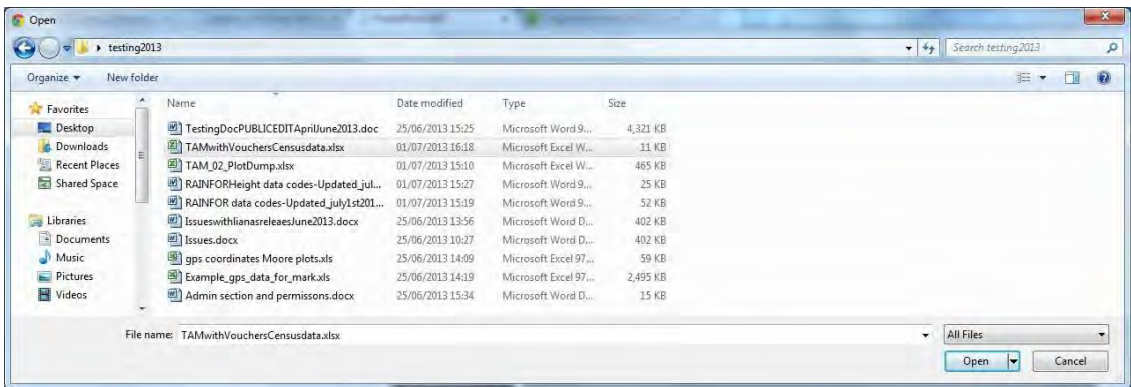 Open
testing2013
Search testing2013
Organize New folder
Name Date modified Type Size
Favorites
Desktop
Downloads
Recent Places
Shared Space
Libraries
Documents
Music
Pictures
Videos
TestingDocPUBLICEDITAprilJune2013.doc 25/06/2013 15:25 Microsoft Word 9... 4,321 KB
TAMwithVouchersCensusdata.xlsx 01/07/2013 16:18 Microsoft Excel W... 11 KB
TAM_02_PlotDump.xlsx 01/07/2013 15:10 Microsoft Excel W... 465 KB
RAINFORHeight data codes-Updated_jul... 01/07/2013 15:27 Microsoft Word 9... 25 KB
RAINFOR data codes-Updated_july1st201... 01/07/2013 15:19 Microsoft Word 9... 52 KB
IssueswithlianasreleaesJune2013.docx 25/06/2013 13:56 Microsoft Word D... 402 KB
Issues.docx 25/06/2013 10:27 Microsoft Word D... 402 KB
gps coordinates Moore plots.xls 25/06/2013 14:09 Microsoft Excel 97... 59 KB
Example_gps_data_for_mark.xls 25/06/2013 14:19 Microsoft Excel 97... 2,495 KB
Admin section and permissons.docx 25/06/2013 15:34 Microsoft Word D... 15 KB
File name: TAMwithVouchersCensusdata.xlsx
All Files
Open Cancel